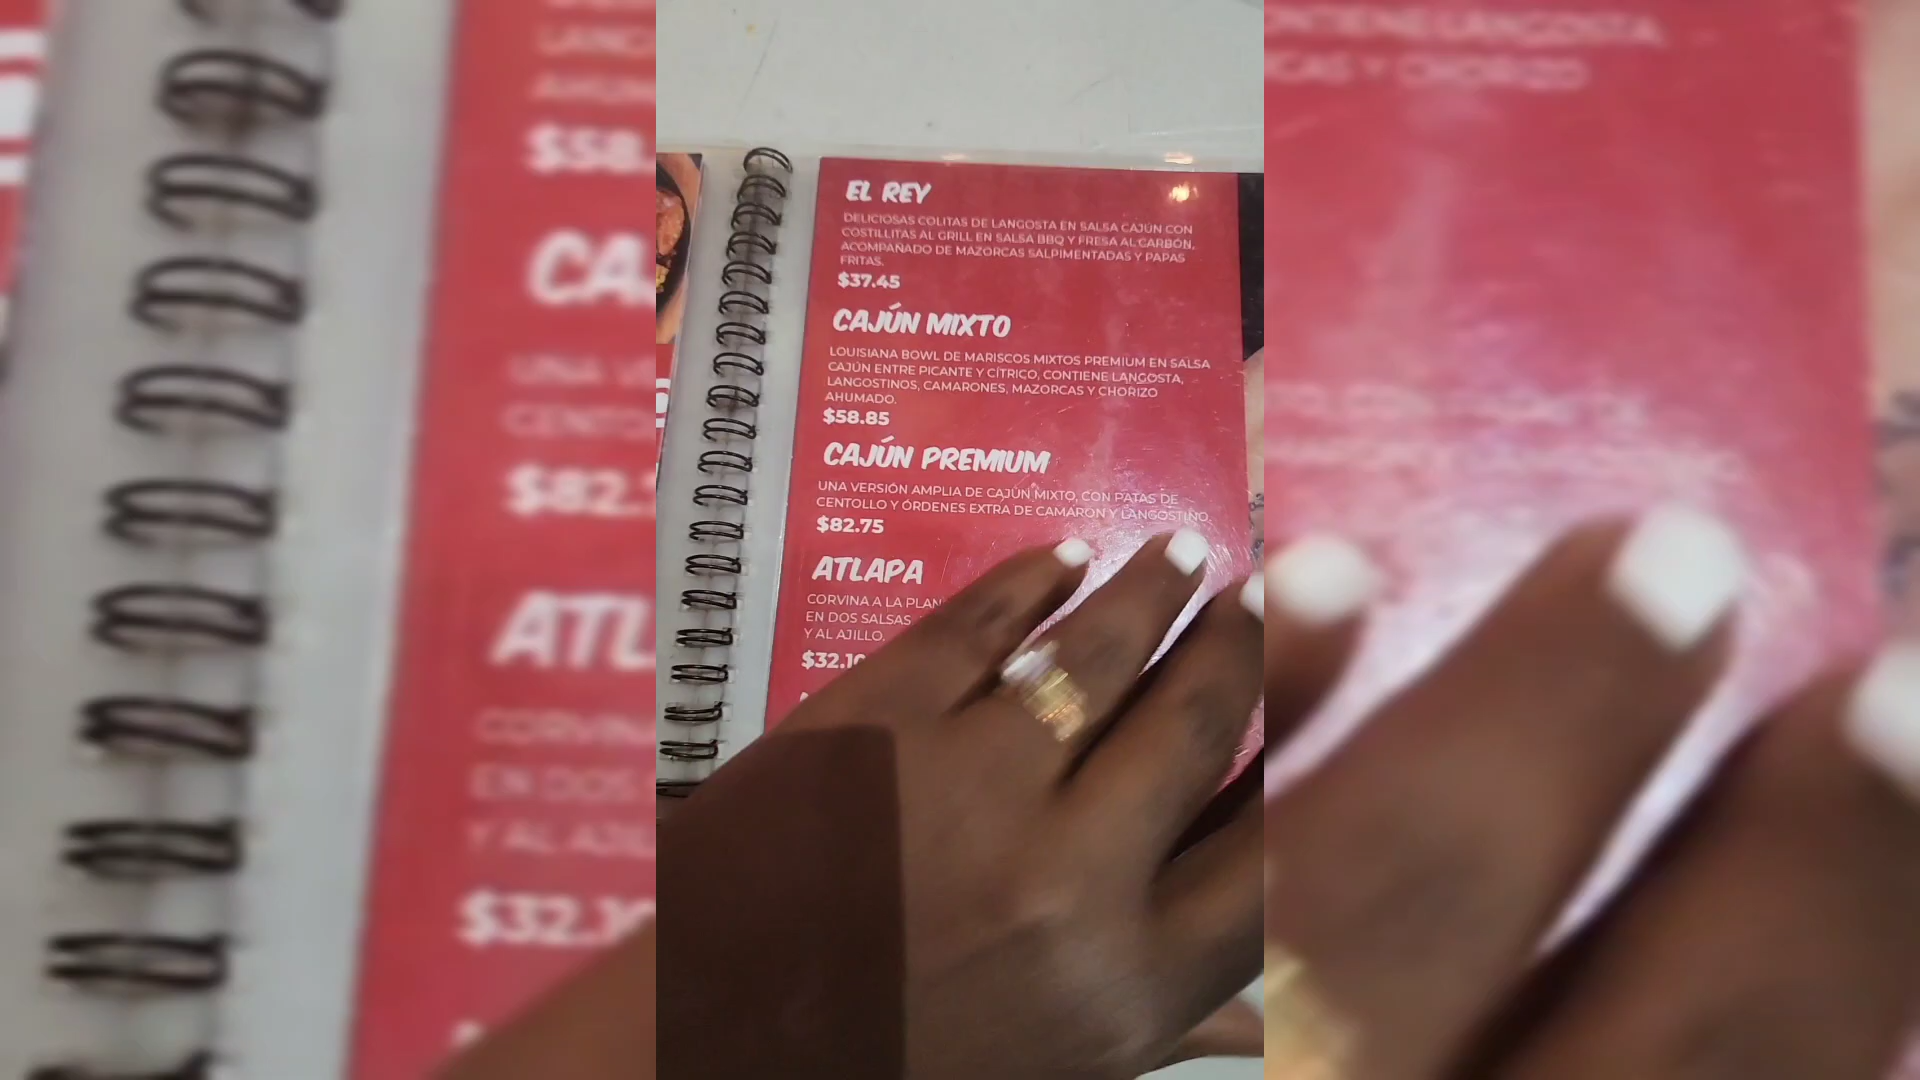 EL REY
DELICIOSAS COLITAS DE LANGOSTA EN SALSA CAJÚN CON
COSTILLITAS AL GRILL EN SALSA BBQ Y FRESA AL CARBÓN,
ACOMPAÑADO DE MAZORCAS SALPIMENTADAS Y PAPAS
FRITAS.
$37.45
CAJÚN MIXTO
LOUISIANA BOWL DE MARISCOS MIXTOS PREMIUM EN SALSA
CAJÚN ENTRE PICANTE Y CÍTRICO, CONTIENE LANGOSTA,
LANGOSTINOS, CAMARONES, MAZORCAS Y CHORIZO
AHUMADO.
$58.85
CAJÚN PREMIUM
UNA VERSIÓN AMPLIA DE CAJÚN MIXTO, CON PATAS DE
CENTOLLO Y ÓRDENES EXTRA DE CAMARON Y LANGOSTINO
$82.75
ATLAPA
CORVINA A LA PLAN
EN DOS SALSAS
Y AL AJILLO.
$32.10